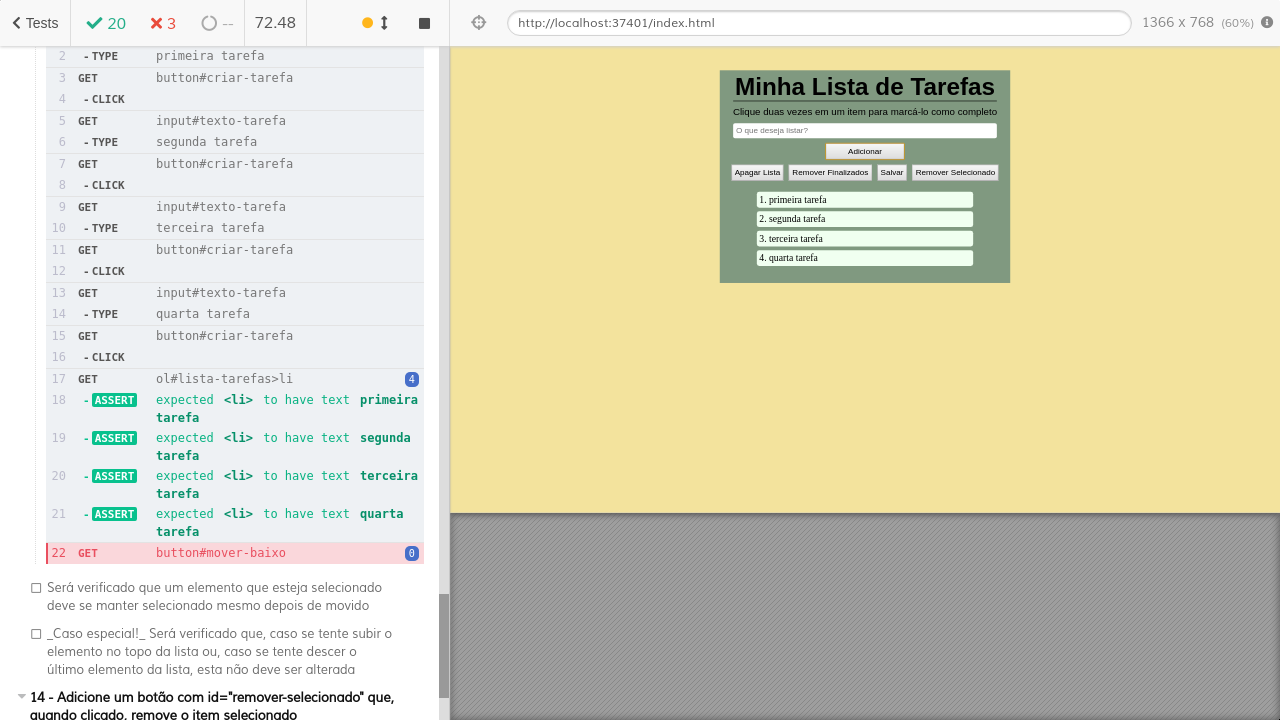 Tests 20 3 -- 72.48
2 - TYPE primeira tarefa
3 GET button#criar-tarefa
4 - CLICK
5 GET input#texto-tarefa
6 - TYPE segunda tarefa
7 GET button#criar-tarefa
8 - CLICK
9 GET input#texto-tarefa
10 - TYPE terceira tarefa
11 GET button#criar-tarefa
12 - CLICK
13 GET input#texto-tarefa
14 - TYPE quarta tarefa
15 GET button#criar-tarefa
16 - CLICK
17 GET ol#lista-tarefas>li 4
18 - ASSERT expected <li> to have text primeira
tarefa
19 - ASSERT expected <li> to have text segunda
tarefa
20 - ASSERT expected <li> to have text terceira
tarefa
21 - ASSERT expected <li> to have text quarta
tarefa
22 GET button#mover-baixo 0
Será verificado que um elemento que esteja selecionado
deve se manter selecionado mesmo depois de movido
_Caso especial!_ Será verificado que, caso se tente subir o
elemento no topo da lista ou, caso se tente descer o
último elemento da lista, esta não deve ser alterada
14 - Adicione um botão com id="remover-selecionado" que,
quando clicado, remove o item selecionado
http://localhost:37401/index.html 1366 x 768 (60%)
Minha Lista de Tarefas
Clique duas vezes em um item para marcá-lo como completo
O que deseja listar?
Adicionar
Apagar Lista Remover Finalizados Salvar Remover Selecionado
1. primeira tarefa
2. segunda tarefa
3. terceira tarefa
4. quarta tarefa